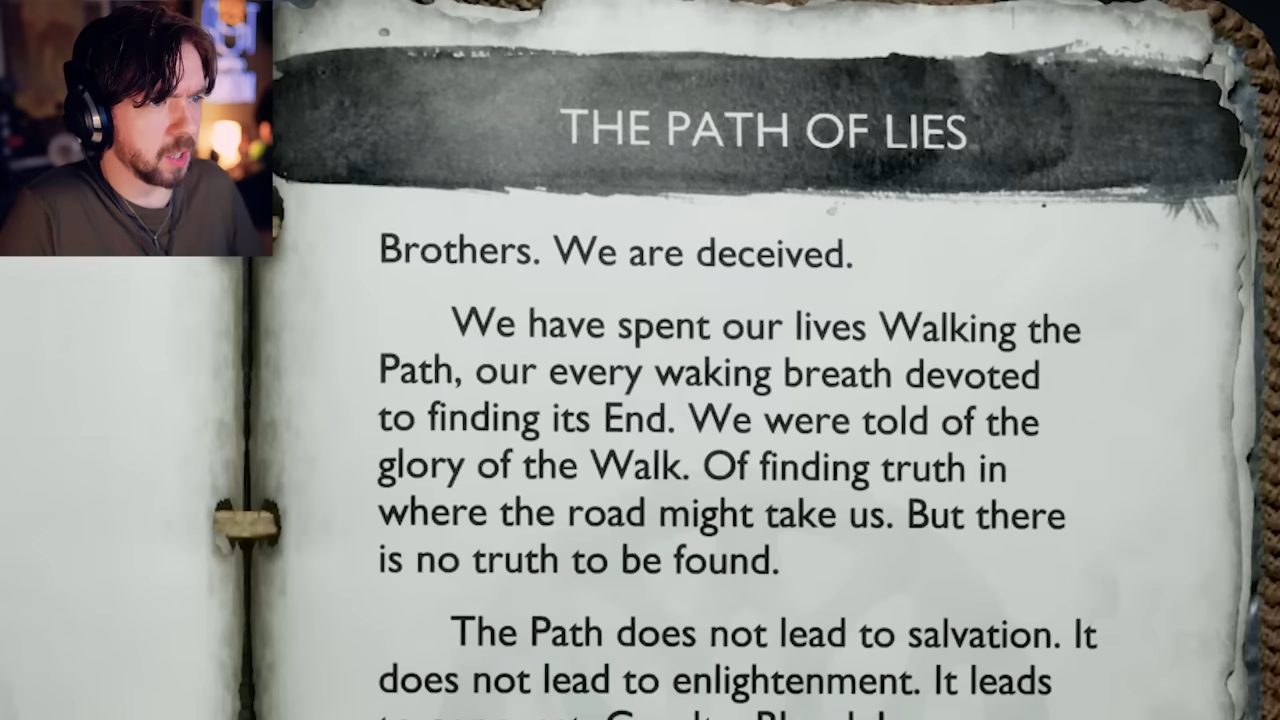 THE PATH OF LIES
Brothers. We are deceived.
We have spent our lives Walking the
Path, our every waking breath devoted
to finding its End. We were told of the
glory of the Walk. Of finding truth in
where the road might take us. But there
is no truth to be found.
The Path does not lead to salvation. It
does not lead to enlightenment. It leads